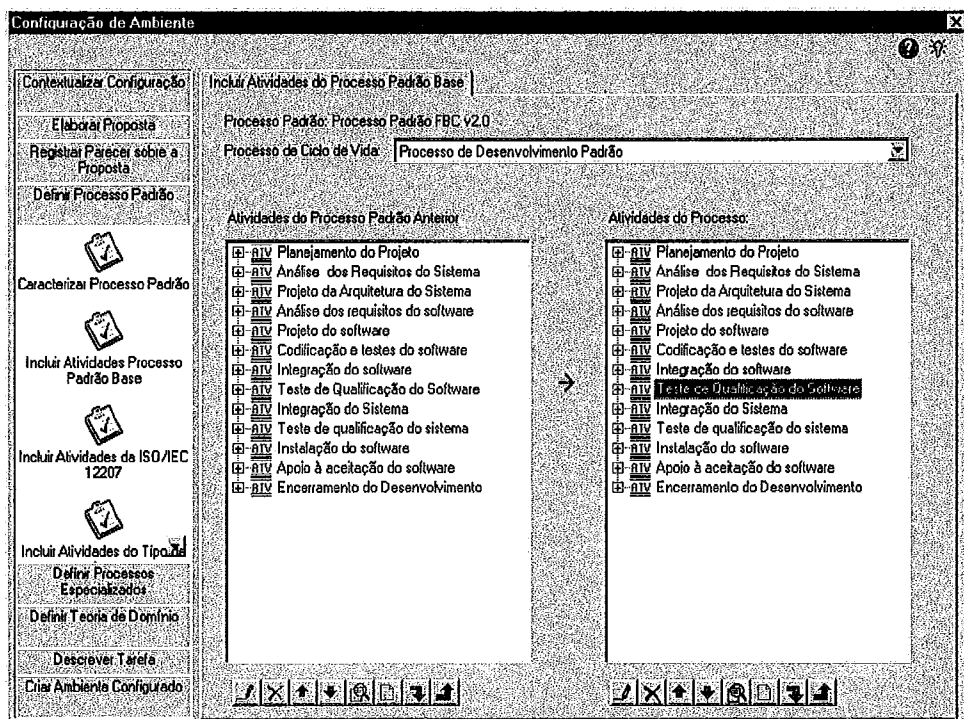 Configuração de Ambiente
Contextualizar Configuração
Elaborar Proposta
Registrar Parecer sobre a
Proposta
Definir Processo Padrão
Caracterizar Processo Padrão
Incluir Atividades Processo
Padrão Base
Incluir Atividades da ISO/IEC
12207
Incluir Atividades do Tipo de
Definir Processos
Especializados
Definir Teoria de Domínio
Descrever Tarefa
Criar Ambiente Configurado
Incluir Atividades do Processo Padrão Base
Processo Padrão: Processo Padrão FBC v2.0
Processo de Ciclo de Vida: Processo de Desenvolvimento Padrão
Atividades do Processo Padrão Anterior
ATV Planejamento do Projeto
ATV Análise dos Requisitos do Sistema
ATV Projeto da Arquitetura do Sistema
ATV Análise dos requisitos do software
ATV Projeto do software
ATV Codificação e testes do software
ATV Integração do software
ATV Teste de Qualificação do Software
ATV Integração do Sistema
ATV Teste de qualificação do sistema
ATV Instalação do software
ATV Apoio à aceitação do software
ATV Encerramento do Desenvolvimento
Atividades do Processo:
ATV Planejamento do Projeto
ATV Análise dos Requisitos do Sistema
ATV Projeto da Arquitetura do Sistema
ATV Análise dos requisitos do software
ATV Projeto do software
ATV Codificação e testes do software
ATV Integração do software
ATV Teste de Qualificação do Software
ATV Integração do Sistema
ATV Teste de qualificação do sistema
ATV Instalação do software
ATV Apoio à aceitação do software
ATV Encerramento do Desenvolvimento